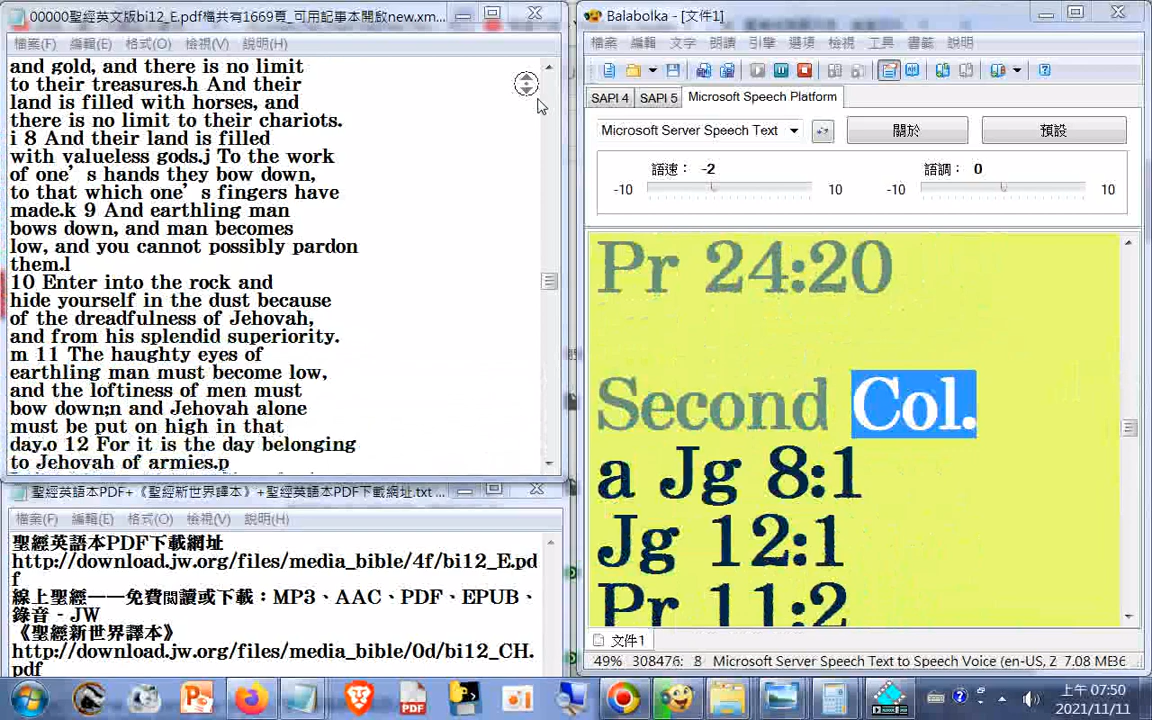 00000聖經英文版bi12_E.pdf檔共有1669頁_可用記事本開啟new.xm...
檔案(F) 編輯(E) 格式(O) 檢視(V) 說明(H)
and gold, and there is no limit
to their treasures.h And their
land is filled with horses, and
there is no limit to their chariots.
i 8 And their land is filled
with valueless gods.j To the work
of one’s hands they bow down,
to that which one’s fingers have
made.k 9 And earthling man
bows down, and man becomes
low, and you cannot possibly pardon
them.l
10 Enter into the rock and
hide yourself in the dust because
of the dreadfulness of Jehovah,
and from his splendid superiority.
m 11 The haughty eyes of
earthling man must become low,
and the loftiness of men must
bow down;n and Jehovah alone
must be put on high in that
day.o 12 For it is the day belonging
to Jehovah of armies.p
聖經英語本PDF+《聖經新世界譯本》+聖經英語本PDF下載網址.txt ...
檔案(F) 編輯(E) 格式(O) 檢視(V) 說明(H)
聖經英語本PDF下載網址
http://download.jw.org/files/media_bible/4f/bi12_E.pd
f
線上聖經——免費閱讀或下載：MP3、AAC、PDF、EPUB、
錄音 - JW
《聖經新世界譯本》
http://download.jw.org/files/media_bible/0d/bi12_CH.
pdf
Balabolka - [文件1]
檔案 編輯 文字 朗讀 引擎 選項 檢視 工具 書籤 說明
SAPI 4 SAPI 5 Microsoft Speech Platform
Microsoft Server Speech Text 關於 預設
語速： -2 語調： 0
-10 10 -10 10
Pr 24:20
Second Col.
a Jg 8:1
Jg 12:1
Pr 11:2
文件1
49% 308476: 8 Microsoft Server Speech Text to Speech Voice (en-US, Z 7.08 MB
PDF
上午 07:50
2021/11/11